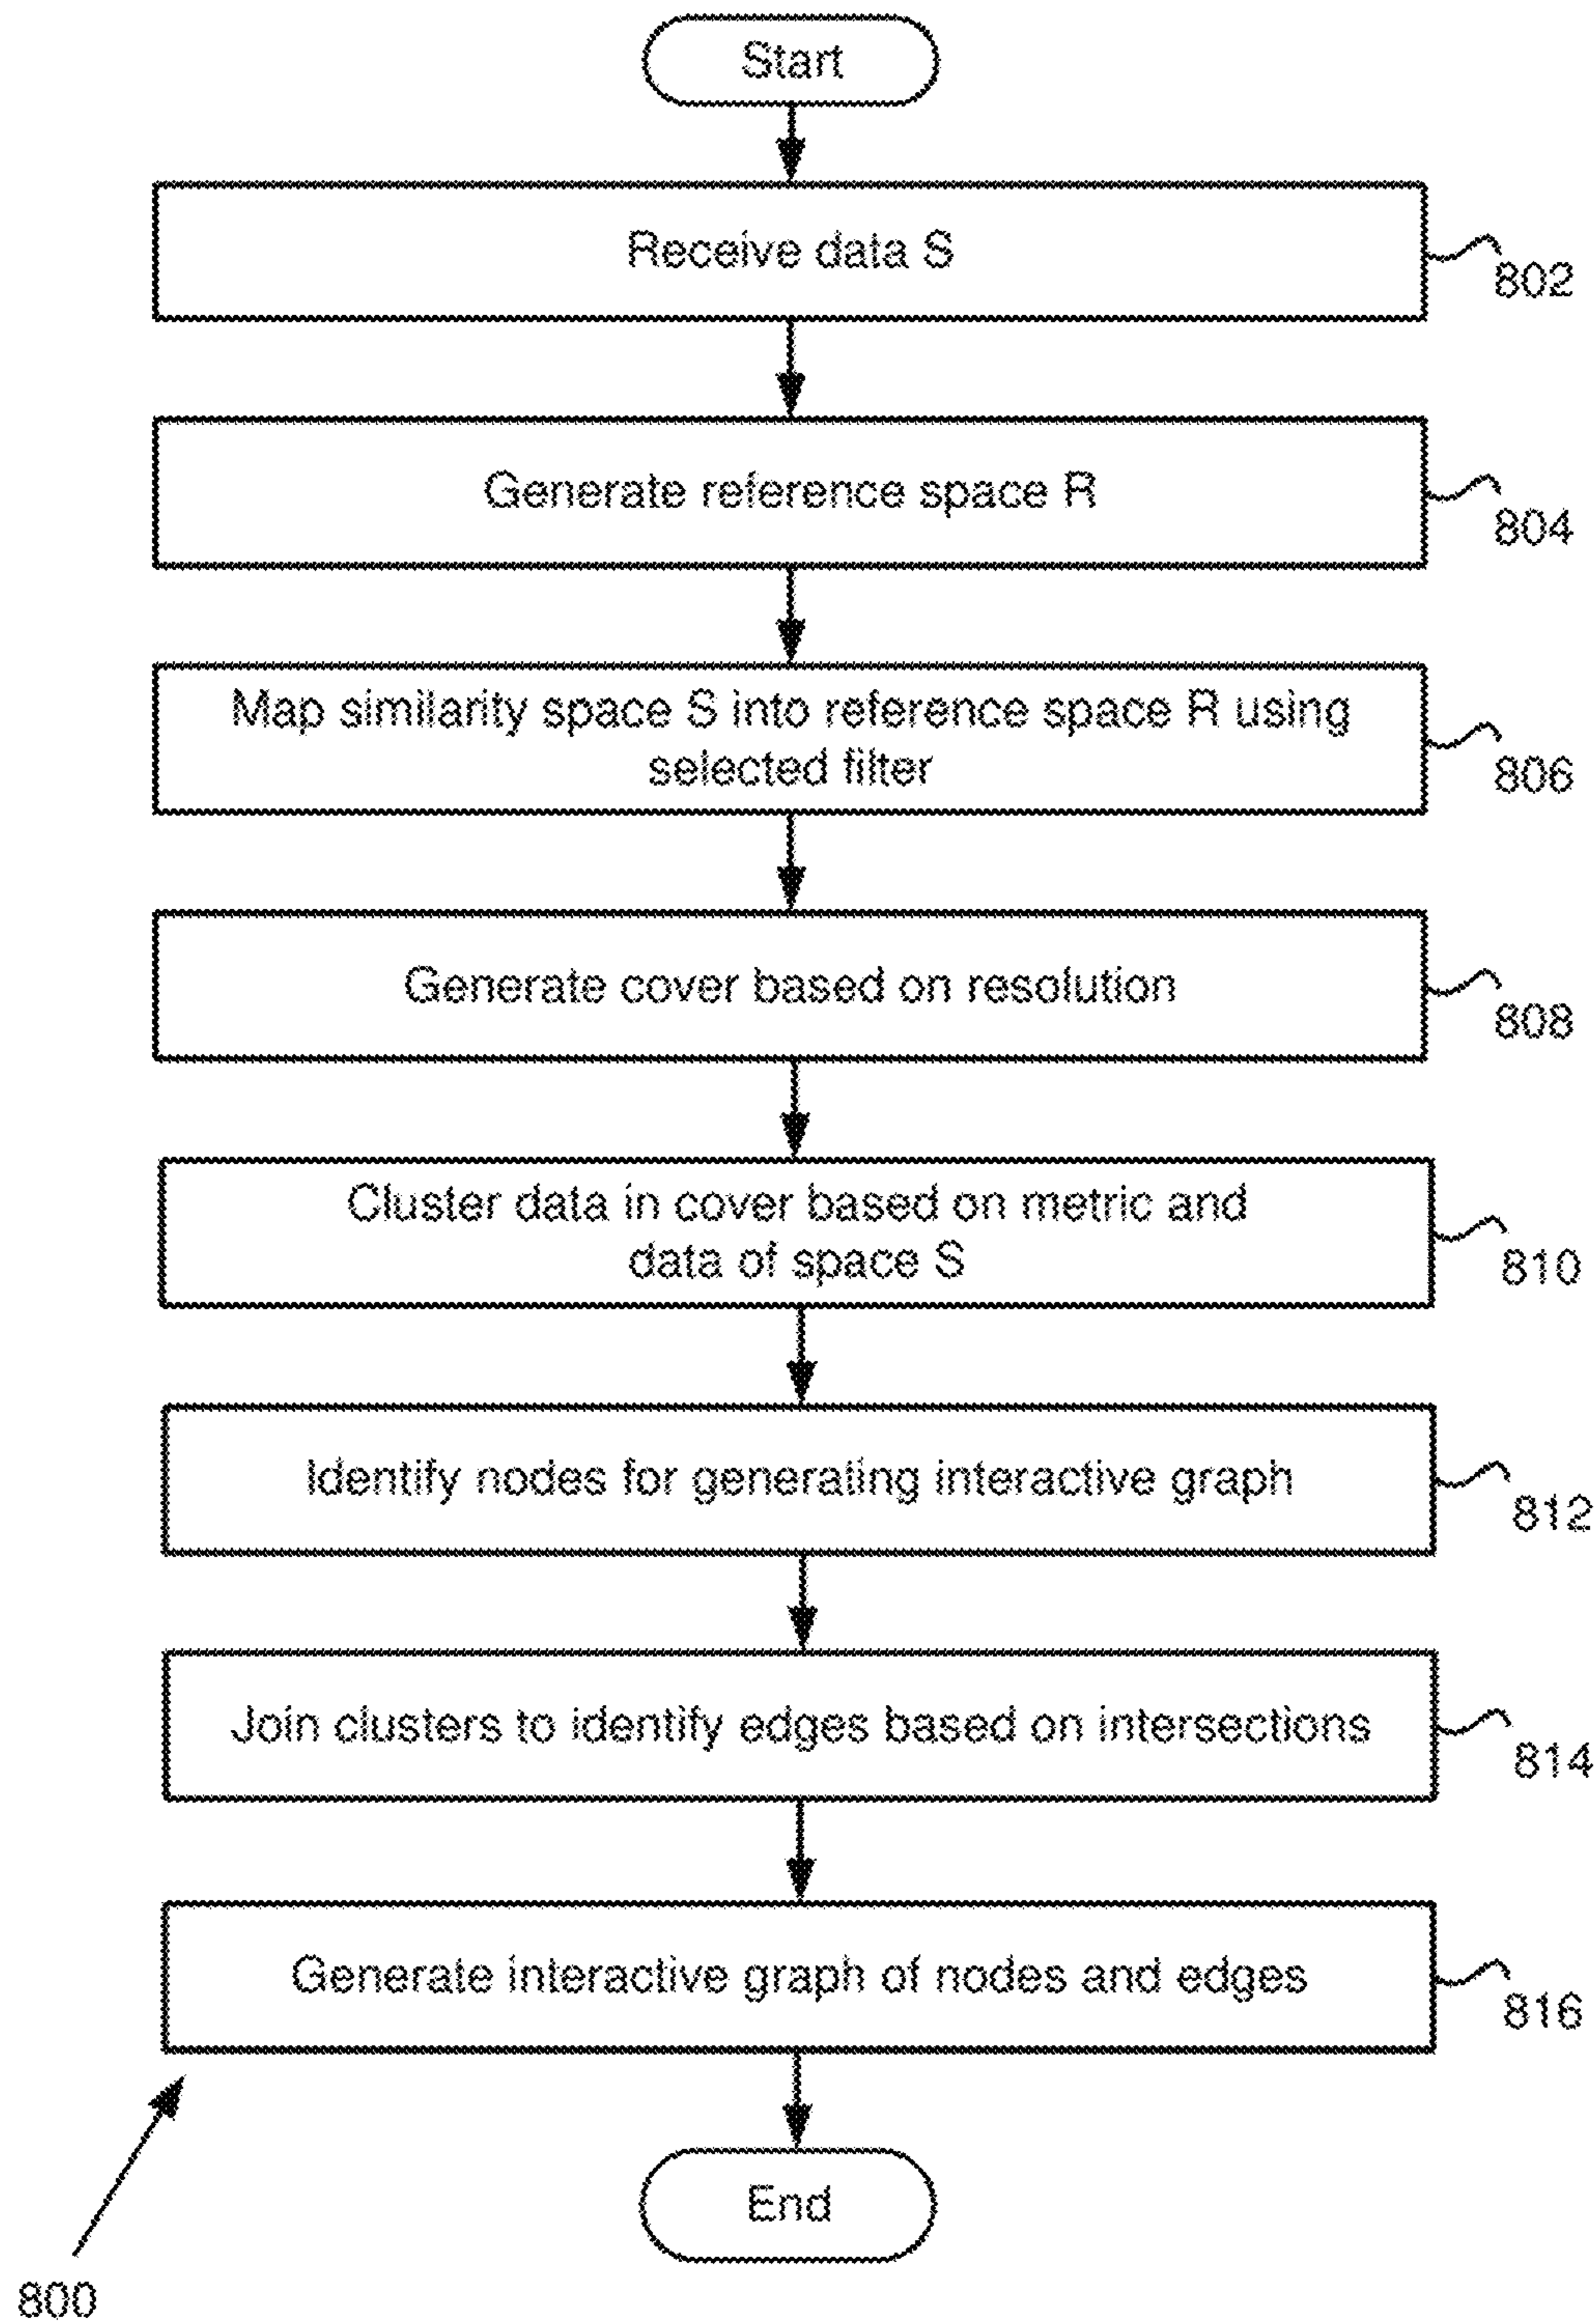 Start
Receive data S
802
Generate reference space R
804
Map similarity space S into reference space R using
selected filter
806
Generate cover based on resolution
808
Cluster data in cover based on metric and
data of space S
810
Identify nodes for generating interactive graph
812
Join clusters to identify edges based on intersections
814
Generate interactive graph of nodes and edges
816
End
800